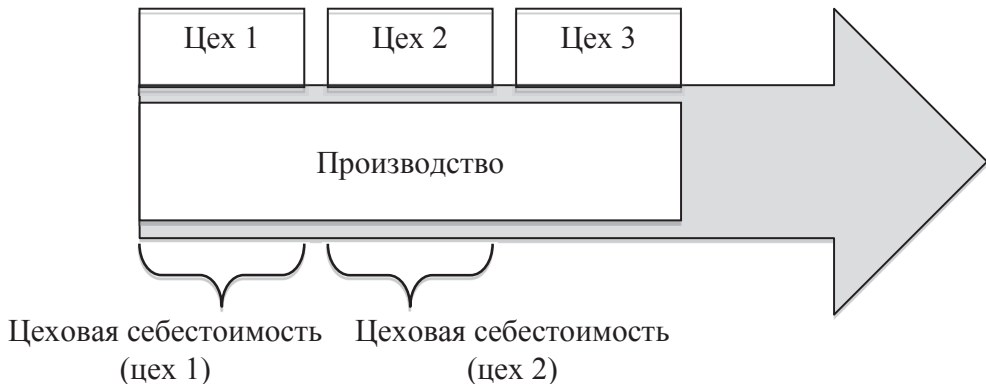 Цех 1
Цех 2
Цех 3
Производство
Цеховая себестоимость
(цех 1)
Цеховая себестоимость
(цех 2)